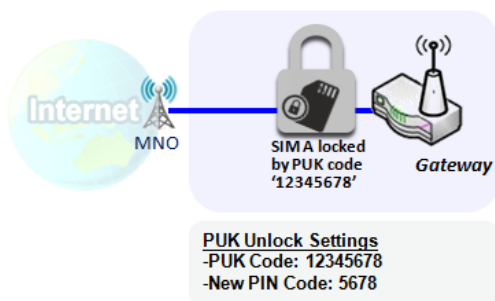 Internet
MNO
SIM A locked
by PUK code
'12345678'
Gateway
PUK Unlock Settings
-PUK Code: 12345678
-New PIN Code: 5678